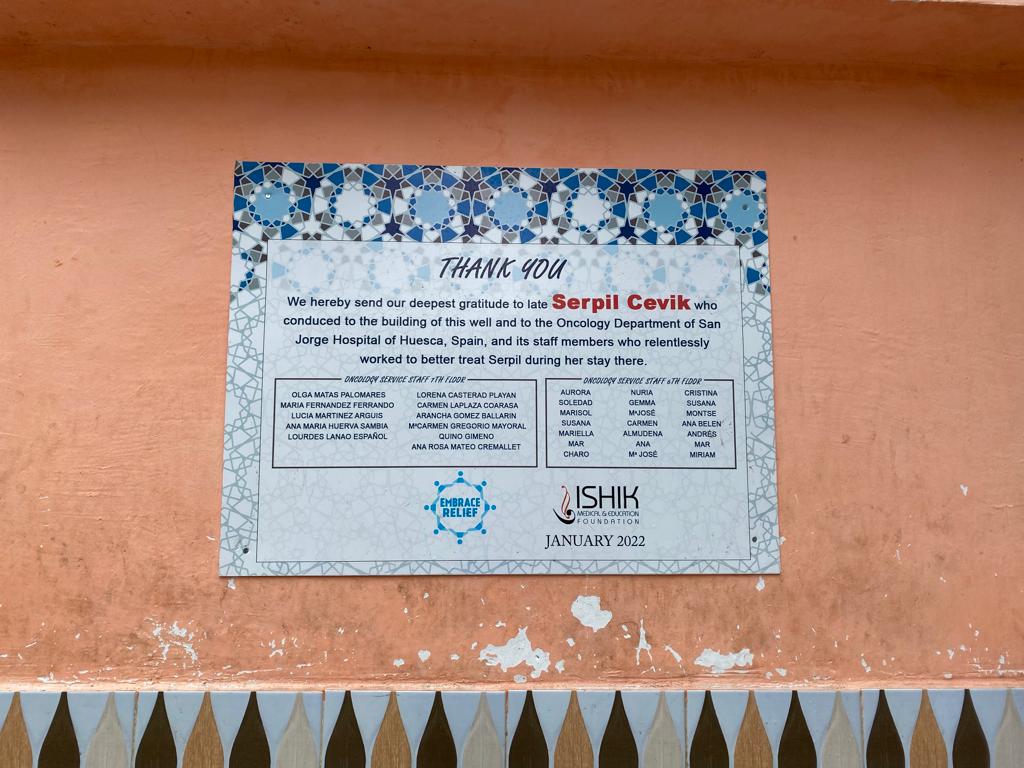 THANK YOU
We hereby send our deepest gratitude to late Serpil Cevik who
conduced to the building of this well and to the Oncology Department of San
Jorge Hospital of Huesca, Spain, and its staff members who relentlessly
worked to better treat Serpil during her stay there.
ONCOLOGY SERVICE STAFF 7TH FLOOR
OLGA MATAS PALOMARES
MARIA FERNANDEZ FERRANDO
LUCIA MARTINEZ ARGUIS
ANA MARIA HUERVA SAMBIA
LOURDES LANAO ESPAÑOL
LORENA CASTERAD PLAYAN
CARMEN LAPLAZA COARASA
ARANCHA GOMEZ BALLARIN
MªCARMEN GREGORIO MAYORAL
QUINO GIMENO
ANA ROSA MATEO CREMALLET
ONCOLOGY SERVICE STAFF 6TH FLOOR
AURORA
SOLEDAD
MARISOL
SUSANA
MARIELLA
MAR
CHARO
NURIA
GEMMA
MªJOSÉ
CARMEN
ALMUDENA
ANA
Mª JOSÉ
CRISTINA
SUSANA
MONTSE
ANA BELEN
ANDRÉS
MAR
MIRIAM
EMBRACE
RELIEF
ISHIK
MEDICAL & EDUCATION
FOUNDATION
JANUARY 2022